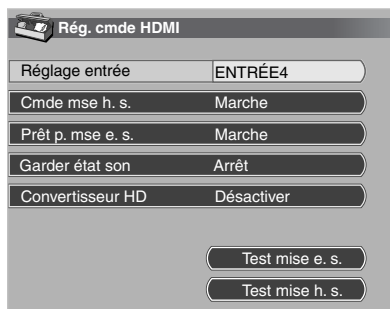 Rég. cmde HDMI
Réglage entrée ENTRÉE4
Cmde mse h. s. Marche
Prêt p. mse e. s. Marche
Garder état son Arrêt
Convertisseur HD Désactiver
Test mise e. s.
Test mise h. s.